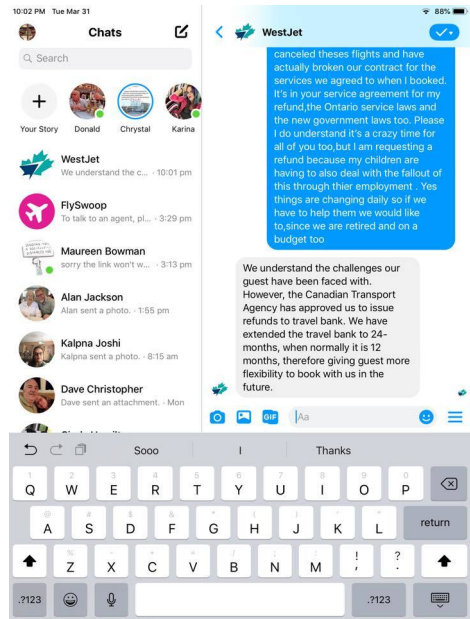 10:02 PM Tue Mar 31
88%
Chats
Search
Your Story
Donald
Chrystal
Karina
WestJet
We understand the c... · 10:01 pm
FlySwoop
To talk to an agent, pl... · 3:29 pm
Maureen Bowman
sorry the link won't w... · 3:13 pm
Alan Jackson
Alan sent a photo. · 1:55 pm
Kalpna Joshi
Kalpna sent a photo. · 8:15 am
Dave Christopher
Dave sent an attachment. · Mon
WestJet
canceled theses flights and have
actually broken our contract for the
services we agreed to when I booked.
It's in your service agreement for my
refund,the Ontario service laws and
the new government laws too. Please
I do understand it's a crazy time for
all of you too,but I am requesting a
refund because my children are
having to also deal with the fallout of
this through thier employment . Yes
things are changing daily so if we
have to help them we would like
to,since we are retired and on a
budget too
We understand the challenges our
guest have been faced with.
However, the Canadian Transport
Agency has approved us to issue
refunds to travel bank. We have
extended the travel bank to 24-
months, when normally it is 12
months, therefore giving guest more
flexibility to book with us in the
future.
GIF
Aa
Sooo
I
Thanks
1 2 3 4 5 6 7 8 9 0
Q W E R T Y U I O P
@ # $ & * ( ) ' "
A S D F G H J K L return
Z X C V B N M ! , ? .
.?123
.?123